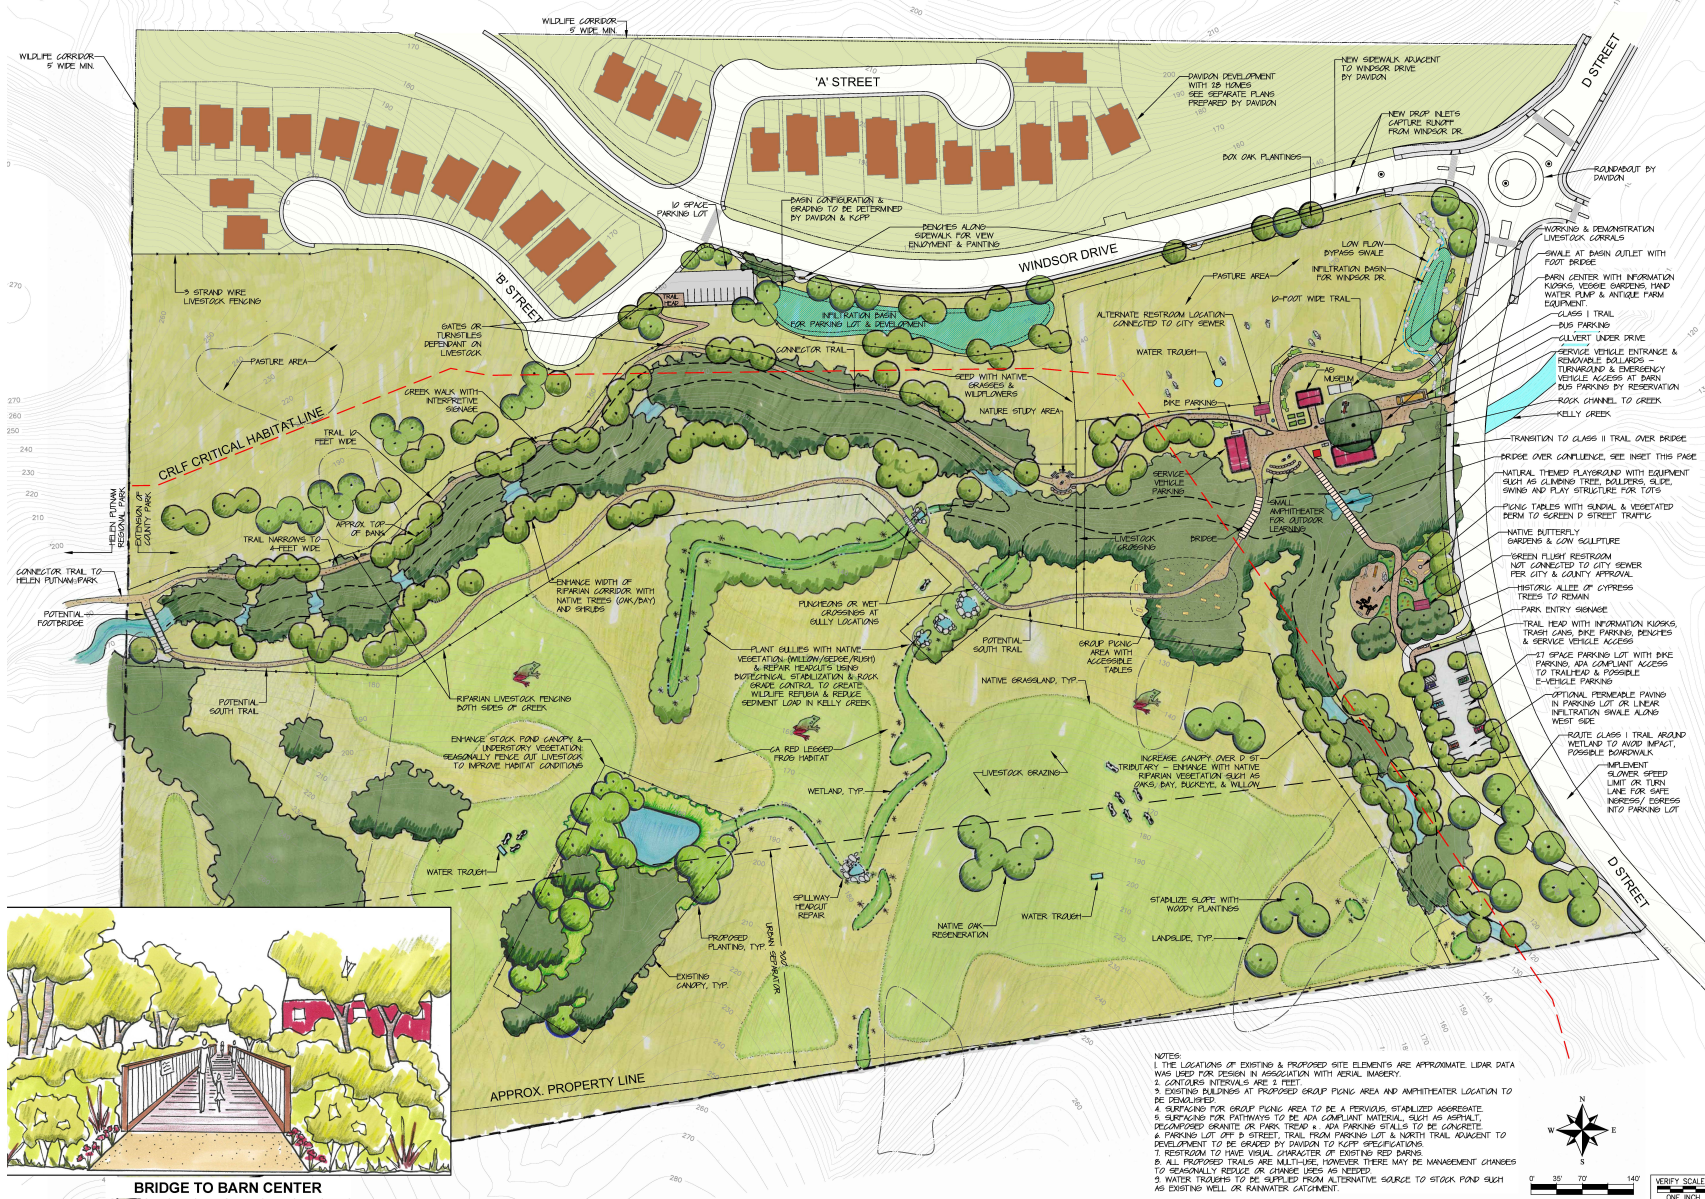 WILDLIFE CORRIDOR
5' WIDE MIN.
WILDLIFE CORRIDOR
5' WIDE MIN.
'A' STREET
DAVIDON DEVELOPMENT
WITH 28 HOMES
SEE SEPARATE PLANS
PREPARED BY DAVIDON
NEW SIDEWALK ADJACENT
TO WINDSOR DRIVE
BY DAVIDON
D STREET
NEW DROP INLETS
CAPTURE RUNOFF
FROM WINDSOR DR.
BOX OAK PLANTINGS
ROUNDABOUT BY
DAVIDON
10 SPACE
PARKING LOT
BASIN CONFIGURATION &
GRADING TO BE DETERMINED
BY DAVIDON & KCPP
BENCHES ALONG
SIDEWALK FOR VIEW
ENJOYMENT & PAINTING
WINDSOR DRIVE
LOW FLOW
BYPASS SWALE
INFILTRATION BASIN
FOR WINDSOR DR.
PASTURE AREA
10-FOOT WIDE TRAIL
ALTERNATE RESTROOM LOCATION
CONNECTED TO CITY SEWER
WATER TROUGH
AG
MUSEUM
BIKE PARKING
3 STRAND WIRE
LIVESTOCK FENCING
'B' STREET
TRAIL
HEAD
INFILTRATION BASIN
FOR PARKING LOT & DEVELOPMENT
GATES OR
TURNSTILES
DEPENDANT ON
LIVESTOCK
CONNECTOR TRAIL
PASTURE AREA
SEED WITH NATIVE
GRASSES &
WILDFLOWERS
NATURE STUDY AREA
CREEK WALK WITH
INTERPRETIVE
SIGNAGE
CRLF CRITICAL HABITAT LINE
TRAIL 10
FEET WIDE
WORKING & DEMONSTRATION
LIVESTOCK CORRALS
SWALE AT BASIN OUTLET WITH
FOOT BRIDGE
BARN CENTER WITH INFORMATION
KIOSKS, VEGGIE GARDENS, HAND
WATER PUMP & ANTIQUE FARM
EQUIPMENT.
CLASS I TRAIL
BUS PARKING
CULVERT UNDER DRIVE
SERVICE VEHICLE ENTRANCE &
REMOVABLE BOLLARDS -
TURNAROUND & EMERGENCY
VEHICLE ACCESS AT BARN
BUS PARKING BY RESERVATION
ROCK CHANNEL TO CREEK
KELLY CREEK
TRANSITION TO CLASS II TRAIL OVER BRIDGE
BRIDGE OVER CONFLUENCE, SEE INSET THIS PAGE
NATURAL THEMED PLAYGROUND WITH EQUIPMENT
SUCH AS CLIMBING TREE, BOULDERS, SLIDE,
SWING AND PLAY STRUCTURE FOR TOTS
PICNIC TABLES WITH SUNDIAL & VEGETATED
BERM TO SCREEN D STREET TRAFFIC
NATIVE BUTTERFLY
GARDENS & COW SCULPTURE
'GREEN FLUSH' RESTROOM
NOT CONNECTED TO CITY SEWER
PER CITY & COUNTY APPROVAL
HISTORIC ALLEE OF CYPRESS
TREES TO REMAIN
PARK ENTRY SIGNAGE
TRAIL HEAD WITH INFORMATION KIOSKS,
TRASH CANS, BIKE PARKING, BENCHES
& SERVICE VEHICLE ACCESS
27 SPACE PARKING LOT WITH BIKE
PARKING, ADA COMPLIANT ACCESS
TO TRAILHEAD & POSSIBLE
E-VEHICLE PARKING
OPTIONAL PERMEABLE PAVING
IN PARKING LOT OR LINEAR
INFILTRATION SWALE ALONG
WEST SIDE
ROUTE CLASS I TRAIL AROUND
WETLAND TO AVOID IMPACT,
POSSIBLE BOARDWALK
IMPLEMENT
SLOWER SPEED
LIMIT OR TURN
LANE FOR SAFE
INGRESS/ EGRESS
INTO PARKING LOT
D STREET
HELEN PUTNAM
REGIONAL PARK
EXTENSION OF
COUNTY PARK
APPROX. TOP
OF BANK
TRAIL NARROWS TO
4-FEET WIDE
CONNECTOR TRAIL TO
HELEN PUTNAM PARK
POTENTIAL
FOOTBRIDGE
SERVICE
VEHICLE
PARKING
SMALL
AMPHITHEATER
FOR OUTDOOR
LEARNING
LIVESTOCK
CROSSING
BRIDGE
ENHANCE WIDTH OF
RIPARIAN CORRIDOR WITH
NATIVE TREES (OAK/BAY)
AND SHRUBS
PUNCHEONS OR WET
CROSSINGS AT
GULLY LOCATIONS
POTENTIAL
SOUTH TRAIL
GROUP PICNIC
AREA WITH
ACCESSIBLE
TABLES
PLANT GULLIES WITH NATIVE
VEGETATION (WILLOW/SEDGE/RUSH)
& REPAIR HEADCUTS USING
BIOTECHNICAL STABILIZATION & ROCK
GRADE CONTROL TO CREATE
WILDLIFE REFUGIA & REDUCE
SEDIMENT LOAD IN KELLY CREEK
NATIVE GRASSLAND, TYP.
POTENTIAL
SOUTH TRAIL
RIPARIAN LIVESTOCK FENCING
BOTH SIDES OF CREEK
ENHANCE STOCK POND CANOPY &
UNDERSTORY VEGETATION.
SEASONALLY FENCE OUT LIVESTOCK
TO IMPROVE HABITAT CONDITIONS
CA RED LEGGED
FROG HABITAT
WETLAND, TYP.
LIVESTOCK GRAZING
INCREASE CANOPY OVER D ST
TRIBUTARY - ENHANCE WITH NATIVE
RIPARIAN VEGETATION SUCH AS
OAKS, BAY, BUCKEYE, & WILLOW
WATER TROUGH
SPILLWAY
HEADCUT
REPAIR
NATIVE OAK
REGENERATION
WATER TROUGH
STABILIZE SLOPE WITH
WOODY PLANTINGS
LANDSLIDE, TYP.
PROPOSED
PLANTING, TYP.
300'
URBAN SEPARATOR
EXISTING
CANOPY, TYP.
APPROX. PROPERTY LINE
BRIDGE TO BARN CENTER
NOTES:
1. THE LOCATIONS OF EXISTING & PROPOSED SITE ELEMENTS ARE APPROXIMATE. LIDAR DATA
WAS USED FOR DESIGN IN ASSOCIATION WITH AERIAL IMAGERY.
2. CONTOURS INTERVALS ARE 2 FEET.
3. EXISTING BUILDINGS AT PROPOSED GROUP PICNIC AREA AND AMPHITHEATER LOCATION TO
BE DEMOLISHED.
4. SURFACING FOR GROUP PICNIC AREA TO BE A PERVIOUS, STABILIZED AGGREGATE.
5. SURFACING FOR PATHWAYS TO BE ADA COMPLIANT MATERIAL, SUCH AS ASPHALT,
DECOMPOSED GRANITE OR PARK TREAD &. ADA PARKING STALLS TO BE CONCRETE.
6. PARKING LOT OFF B STREET, TRAIL FROM PARKING LOT & NORTH TRAIL ADJACENT TO
DEVELOPMENT TO BE GRADED BY DAVIDON TO KCPP SPECIFICATIONS.
7. RESTROOM TO HAVE VISUAL CHARACTER OF EXISTING RED BARNS.
8. ALL PROPOSED TRAILS ARE MULTI-USE, HOWEVER THERE MAY BE MANAGEMENT CHANGES
TO SEASONALLY REDUCE OR CHANGE USES AS NEEDED.
9. WATER TROUGHS TO BE SUPPLIED FROM ALTERNATIVE SOURCE TO STOCK POND SUCH
AS EXISTING WELL OR RAINWATER CATCHMENT.
N
W E
S
0' 35' 70' 140'
VERIFY SCALE
ONE INCH